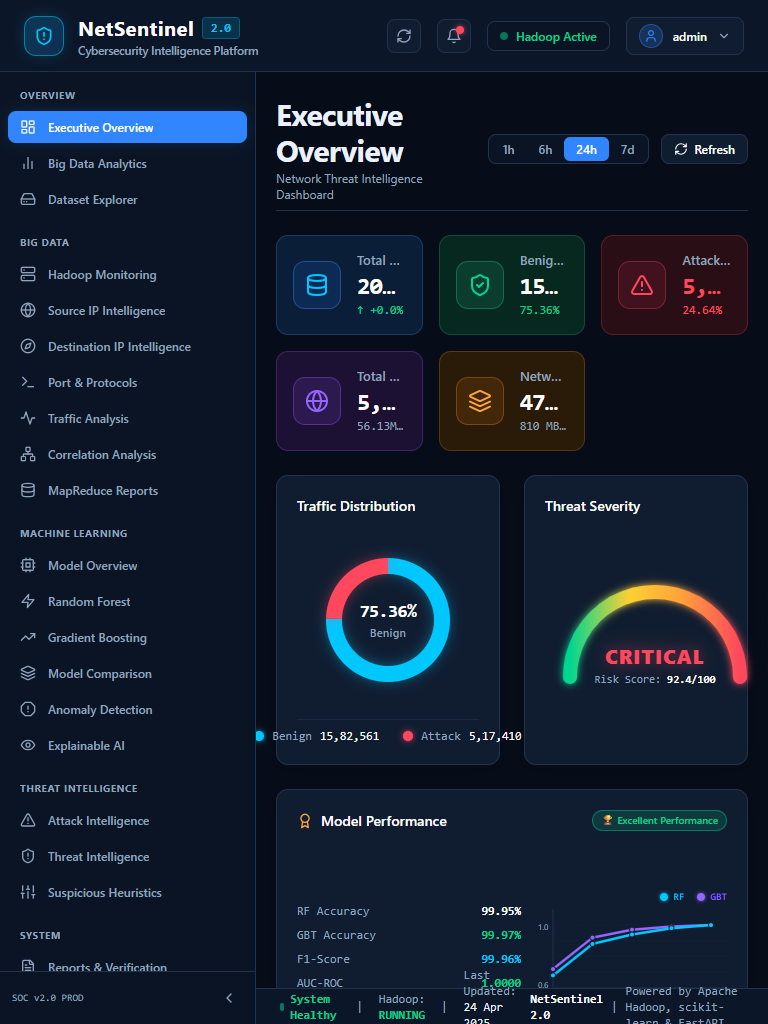 NetSentinel 2.0
Cybersecurity Intelligence Platform
Hadoop Active
admin
OVERVIEW
Executive Overview
Big Data Analytics
Dataset Explorer
BIG DATA
Hadoop Monitoring
Source IP Intelligence
Destination IP Intelligence
Port & Protocols
Traffic Analysis
Correlation Analysis
MapReduce Reports
MACHINE LEARNING
Model Overview
Random Forest
Gradient Boosting
Model Comparison
Anomaly Detection
Explainable AI
THREAT INTELLIGENCE
Attack Intelligence
Threat Intelligence
Suspicious Heuristics
SYSTEM
Reports & Verification
SOC v2.0 PROD
Executive
Overview
Network Threat Intelligence
Dashboard
1h 6h 24h 7d
Refresh
Total ...
20...
↑ +0.0%
Benig...
15...
75.36%
Attack...
5,...
24.64%
Total ...
5,...
56.13M...
Netw...
47...
810 MB...
Traffic Distribution
75.36%
Benign
Benign 15,82,561
Attack 5,17,410
Threat Severity
CRITICAL
Risk Score: 92.4/100
Model Performance
🏆 Excellent Performance
RF Accuracy 99.95%
GBT Accuracy 99.97%
F1-Score 99.96%
AUC-ROC 1.0000
RF GBT
1.0
0.6
System
Healthy
|
Hadoop:
RUNNING
|
Last
Updated:
24 Apr
2025
NetSentinel
2.0
|
Powered by Apache
Hadoop, scikit-
learn & FastAPI